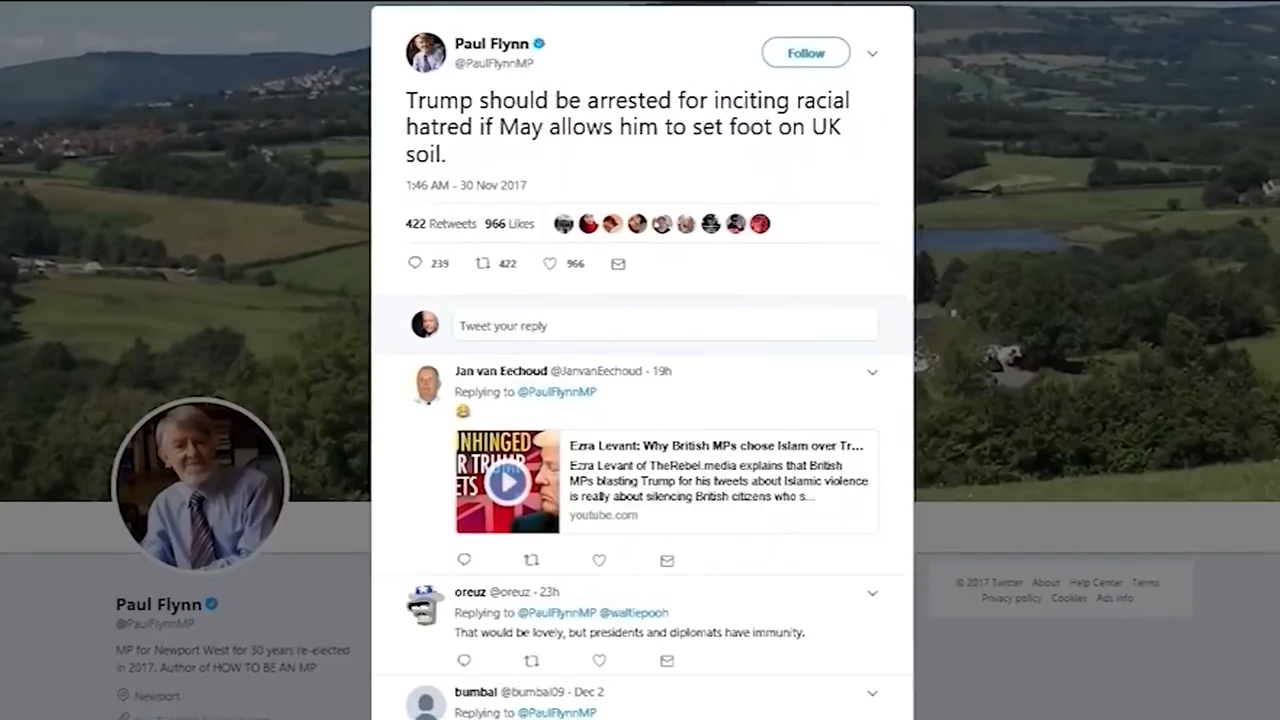 Paul Flynn
@PaulFlynnMP
Follow
Trump should be arrested for inciting racial
hatred if May allows him to set foot on UK
soil.
1:46 AM - 30 Nov 2017
422 Retweets 966 Likes
239 422 966
Tweet your reply
Jan van Eechoud @JanvanEechoud - 19h
Replying to @PaulFlynnMP
INHINGED
R TRUMP
ETS
Ezra Levant: Why British MPs chose Islam over Tr...
Ezra Levant of TheRebel.media explains that British
MPs blasting Trump for his tweets about Islamic violence
is really about silencing British citizens who s...
youtube.com
oreuz @oreuz - 23h
Replying to @PaulFlynnMP @waltiepooh
That would be lovely, but presidents and diplomats have immunity.
bumbal @bumbal09 - Dec 2
Replying to @PaulFlynnMP
Paul Flynn
@PaulFlynnMP
MP for Newport West for 30 years re-elected
in 2017. Author of HOW TO BE AN MP
Newport
© 2017 Twitter About Help Center Terms
Privacy policy Cookies Ads info